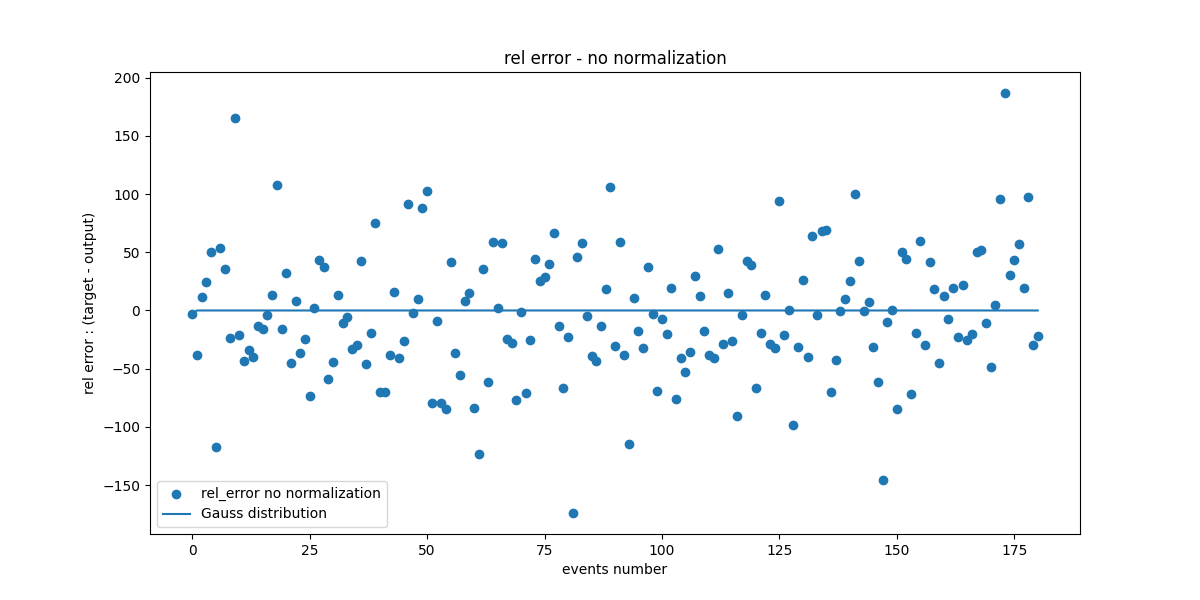 rel error - no normalization
200
150
100
50
0
−50
−100
−150
rel error : (target - output)
rel_error no normalization
Gauss distribution
0 25 50 75 100 125 150 175
events number